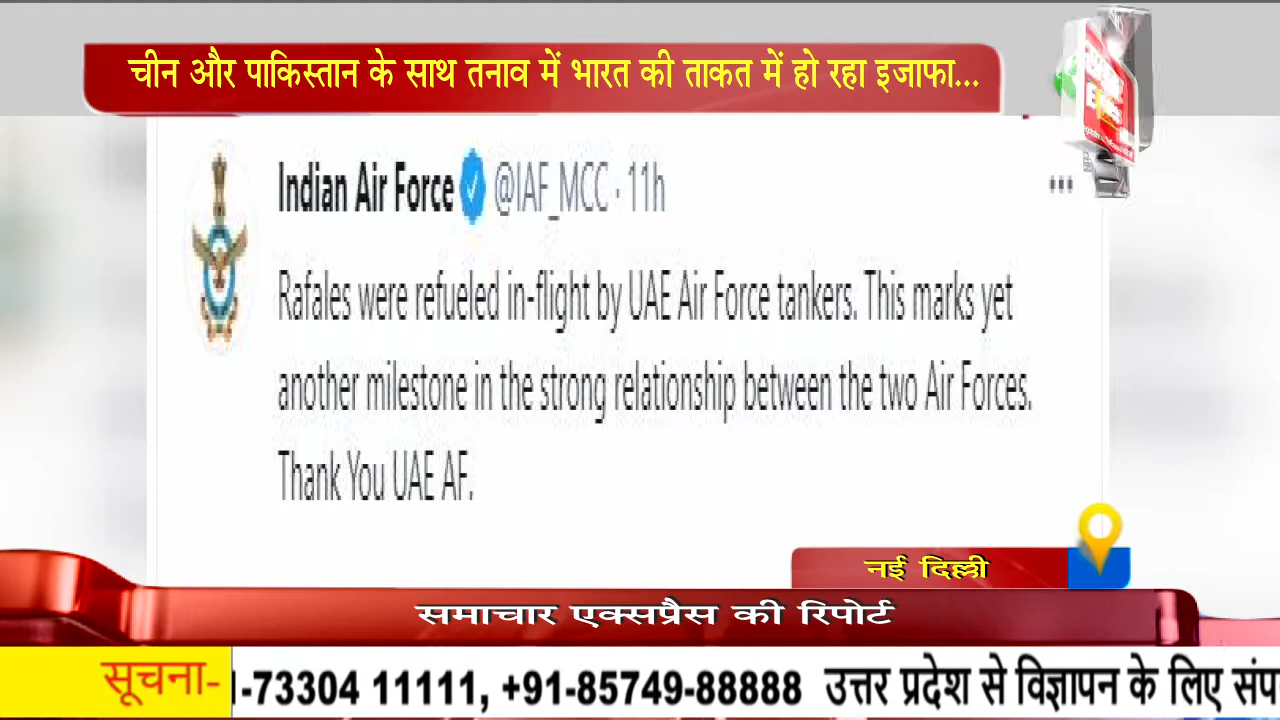 चीन और पाकिस्तान के साथ तनाव में भारत की ताकत में हो रहा इजाफा...
Indian Air Force @IAF_MCC · 11h
Rafales were refueled in-flight by UAE Air Force tankers. This marks yet
another milestone in the strong relationship between the two Air Forces.
Thank You UAE AF.
नई दिल्ली
समाचार एक्सप्रैस की रिपोर्ट
सूचना- -73304 11111, +91-85749-88888 उत्तर प्रदेश से विज्ञापन के लिए संप